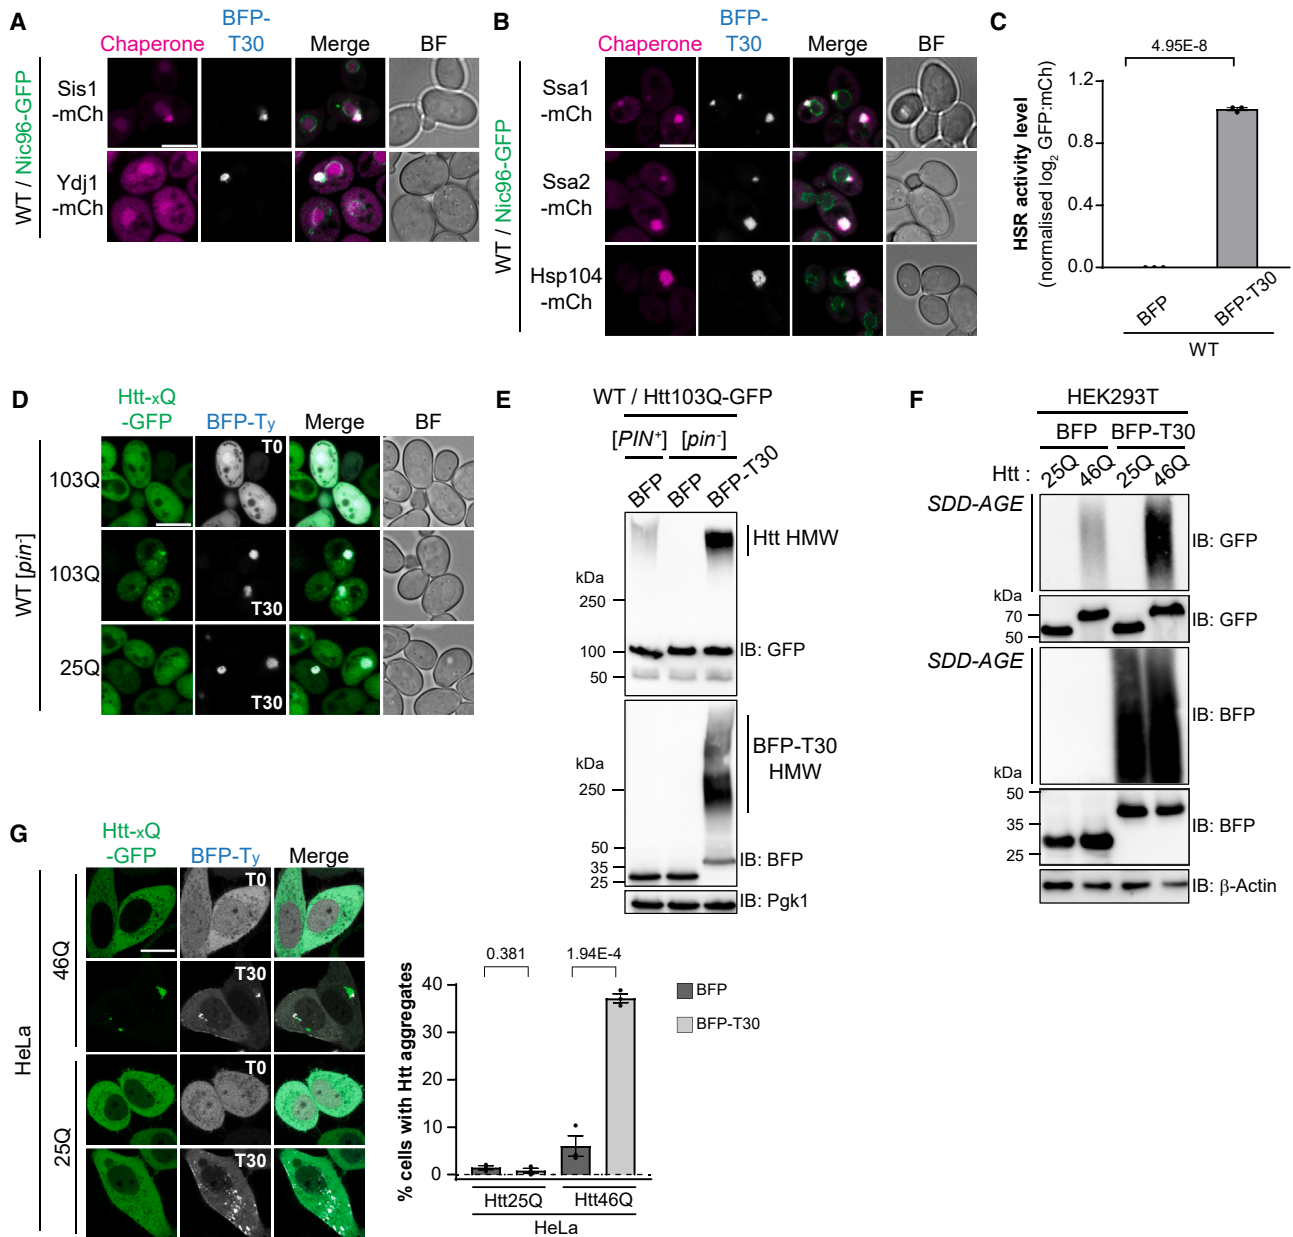 A
BFP-
Chaperone T30 Merge BF
WT / Nic96-GFP
Sis1
-mCh
Ydj1
-mCh
B
BFP-
Chaperone T30 Merge BF
WT / Nic96-GFP
Ssa1
-mCh
Ssa2
-mCh
Hsp104
-mCh
C
4.95E-8
HSR activity level
(normalised log2 GFP:mCh)
1.2
0.8
0.4
0.0
BFP BFP-T30
WT
D
Htt-xQ
-GFP BFP-Ty Merge BF
WT [pin-]
103Q T0
103Q T30
25Q T30
E
WT / Htt103Q-GFP
[PIN+] [pin-]
BFP BFP BFP-T30
Htt HMW
kDa
250
100
50
IB: GFP
BFP-T30
HMW
kDa
250
50
35
25
IB: BFP
IB: Pgk1
F
HEK293T
BFP BFP-T30
Htt : 25Q 46Q 25Q 46Q
SDD-AGE
IB: GFP
kDa
70
50
IB: GFP
SDD-AGE
IB: BFP
kDa
50
35
25
IB: BFP
IB: β-Actin
G
Htt-xQ
-GFP BFP-Ty Merge
HeLa
46Q
T0
T30
25Q
T0
T30
% cells with Htt aggregates
40
30
20
10
0
0.381 1.94E-4
BFP
BFP-T30
Htt25Q Htt46Q
HeLa